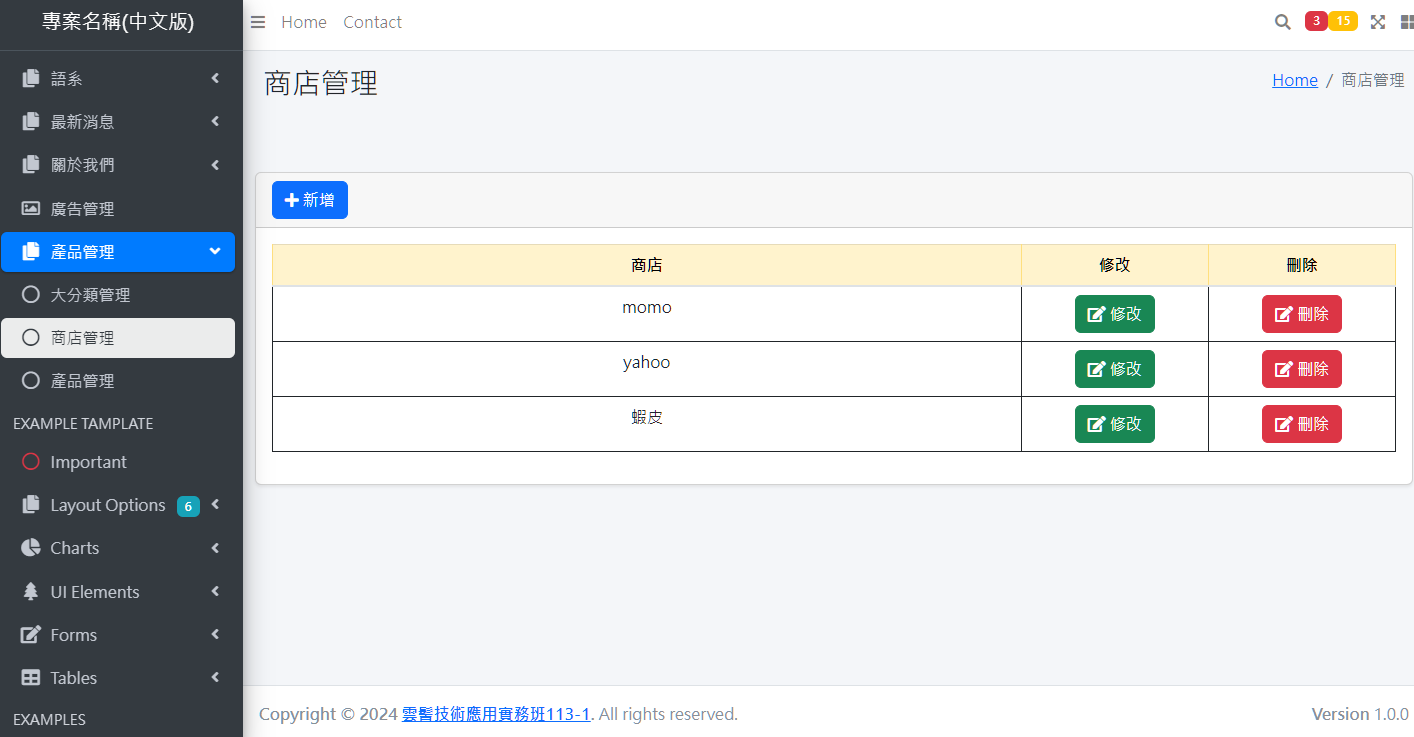 專案名稱(中文版)
Home Contact
3 15
語系
最新消息
關於我們
廣告管理
產品管理
大分類管理
商店管理
產品管理
EXAMPLE TAMPLATE
Important
Layout Options 6
Charts
UI Elements
Forms
Tables
EXAMPLES
商店管理
Home / 商店管理
新增
商店 修改 刪除
momo 修改 刪除
yahoo 修改 刪除
蝦皮 修改 刪除
Copyright © 2024 雲醫技術應用實務班113-1. All rights reserved.
Version 1.0.0